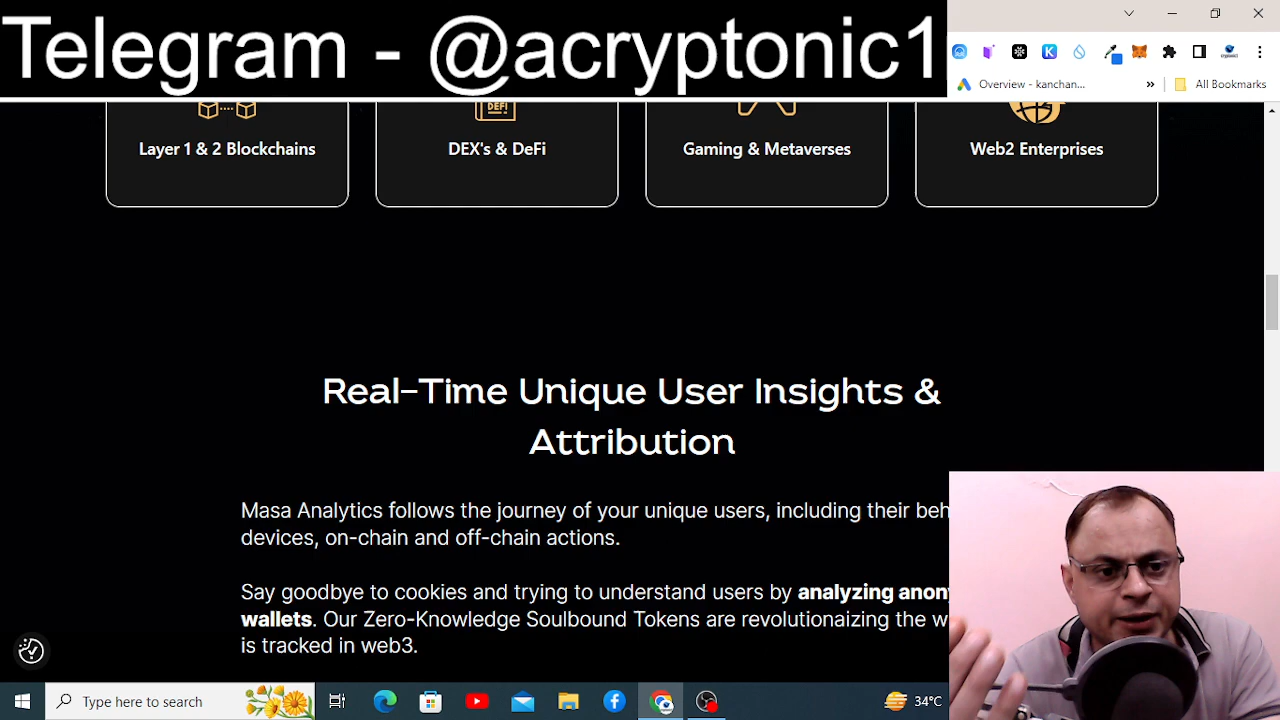 Telegram - @acryptonic1
Overview - kanchan...
All Bookmarks
DEFI
Layer 1 & 2 Blockchains
DEX's & DeFi
Gaming & Metaverses
Web2 Enterprises
Real-Time Unique User Insights &
Attribution
Masa Analytics follows the journey of your unique users, including their beh
devices, on-chain and off-chain actions.
Say goodbye to cookies and trying to understand users by analyzing anon
wallets. Our Zero-Knowledge Soulbound Tokens are revolutionaizing the w
is tracked in web3.
Type here to search
34°C